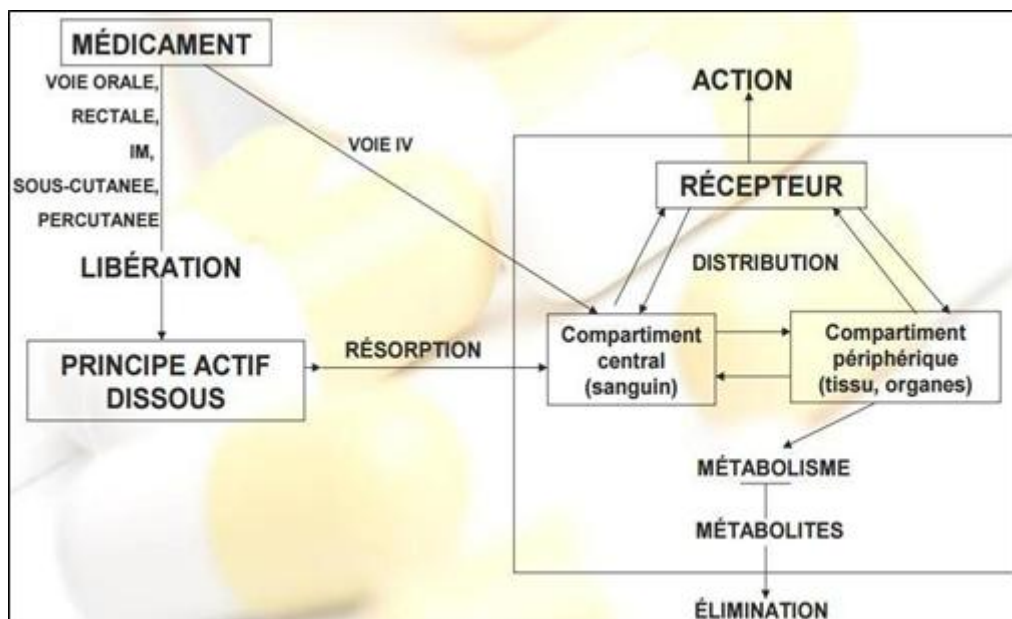 MÉDICAMENT
VOIE ORALE,
RECTALE,
IM,
SOUS-CUTANEE,
PERCUTANEE
LIBÉRATION
PRINCIPE ACTIF
DISSOUS
VOIE IV
RÉSORPTION
ACTION
RÉCEPTEUR
DISTRIBUTION
Compartiment
central
(sanguin)
Compartiment
périphérique
(tissu, organes)
MÉTABOLISME
MÉTABOLITES
ÉLIMINATION